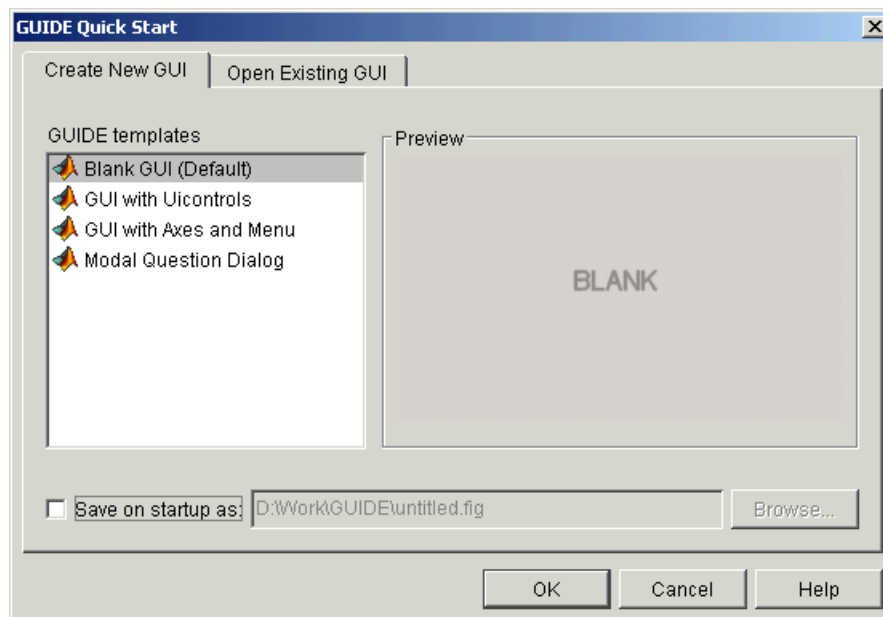 GUIDE Quick Start
Create New GUI
Open Existing GUI
GUIDE templates
Blank GUI (Default)
GUI with Uicontrols
GUI with Axes and Menu
Modal Question Dialog
Preview
BLANK
Save on startup as:
D:\Work\GUIDE\untitled.fig
Browse...
OK
Cancel
Help